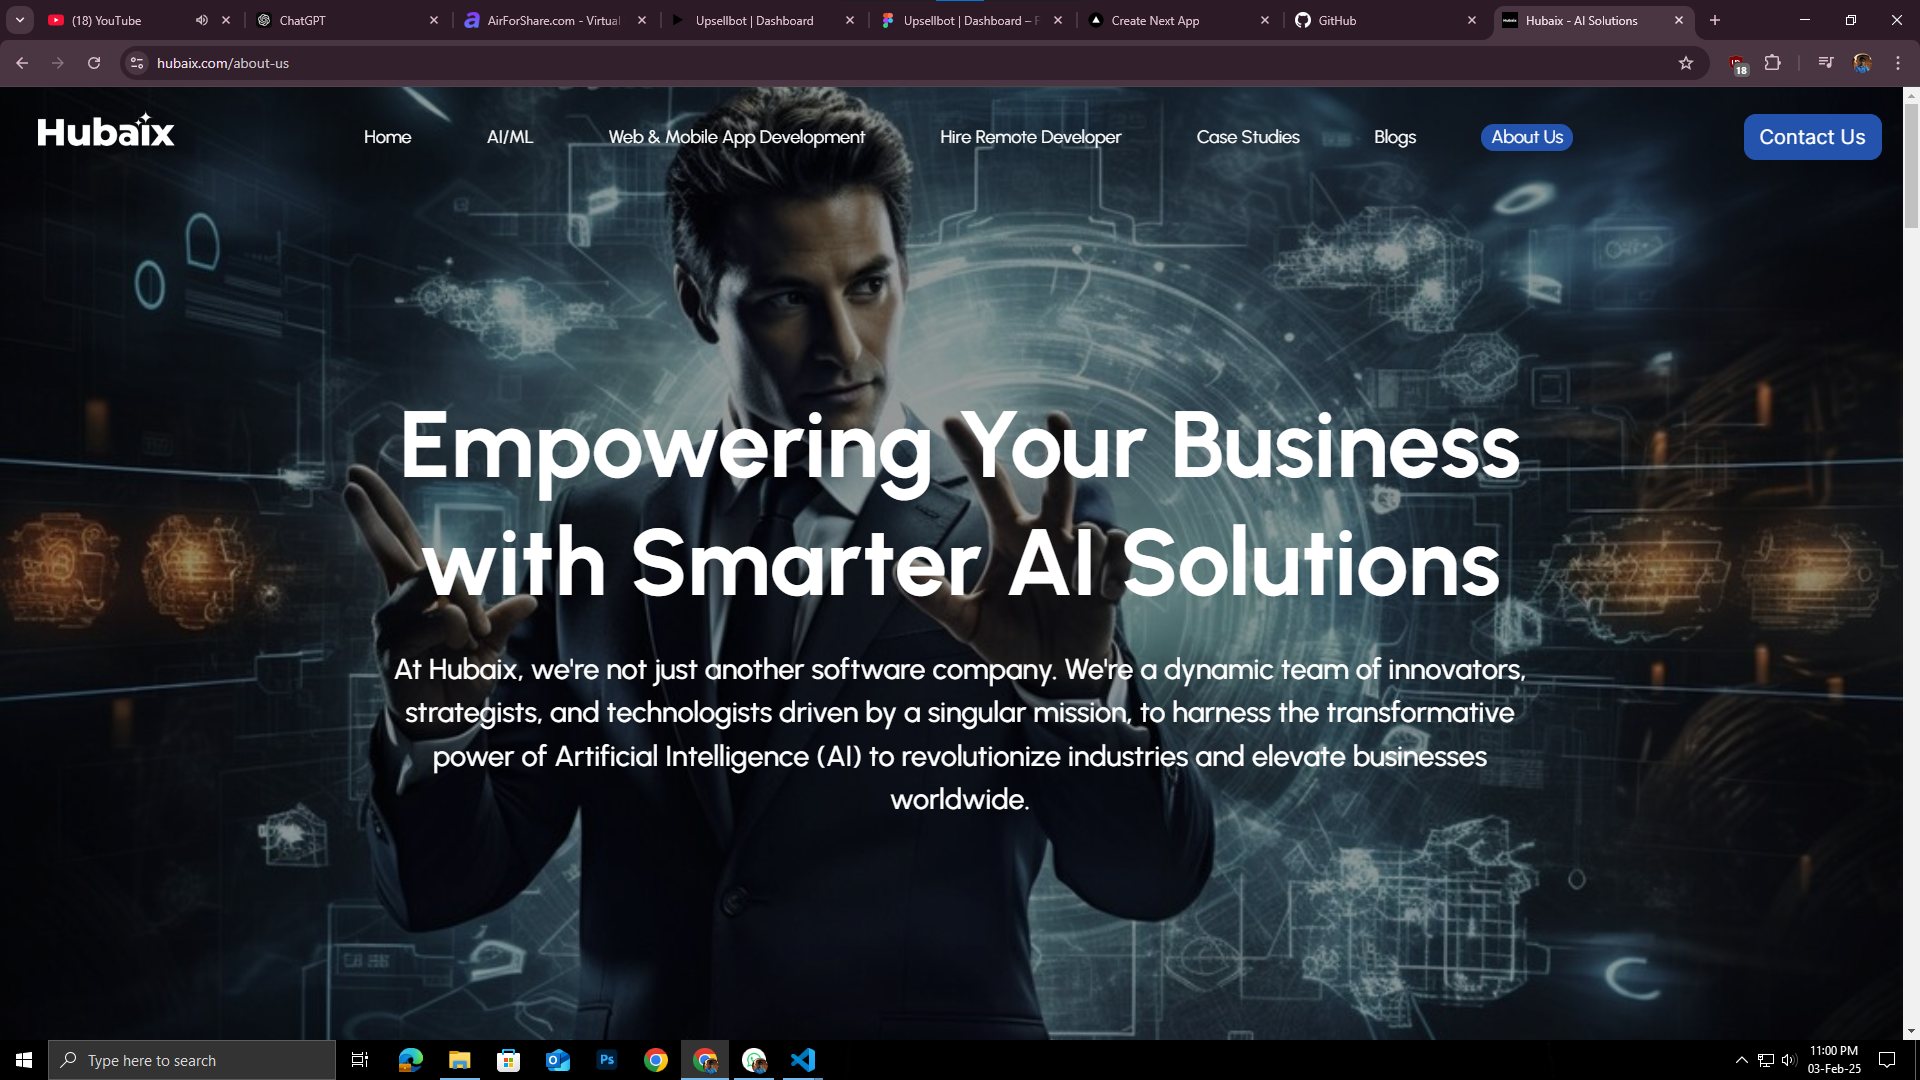 (18) YouTube
ChatGPT
AirForShare.com - Virtual
Upsellbot | Dashboard
Upsellbot | Dashboard – F
Create Next App
GitHub
Hubaix - AI Solutions
hubaix.com/about-us
18
Hubaix
Home
AI/ML
Web & Mobile App Development
Hire Remote Developer
Case Studies
Blogs
About Us
Contact Us
Empowering Your Business
with Smarter AI Solutions
At Hubaix, we're not just another software company. We're a dynamic team of innovators,
strategists, and technologists driven by a singular mission, to harness the transformative
power of Artificial Intelligence (AI) to revolutionize industries and elevate businesses
worldwide.
Type here to search
Ps
11:00 PM
03-Feb-25